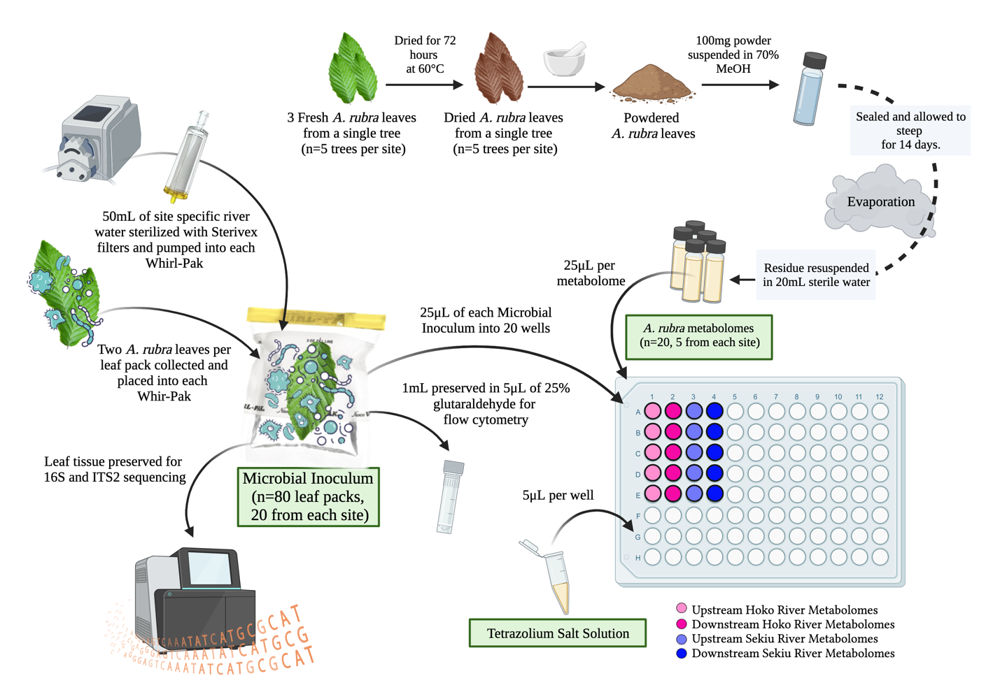 Dried for 72
hours
at 60°C
100mg powder
suspended in 70%
MeOH
3 Fresh A. rubra leaves
from a single tree
(n=5 trees per site)
Dried A. rubra leaves
from a single tree
(n=5 trees per site)
Powdered
A. rubra leaves
Sealed and allowed to
steep
for 14 days.
Evaporation
Residue resuspended
in 20mL sterile water
50mL of site specific river
water sterilized with Sterivex
filters and pumped into each
Whirl-Pak
25µL per
metabolome
A. rubra metabolomes
(n=20, 5 from each site)
Two A. rubra leaves per
leaf pack collected and
placed into each
Whir-Pak
25µL of each Microbial
Inoculum into 20 wells
1mL preserved in 5µL of 25%
glutaraldehyde for
flow cytometry
Leaf tissue preserved for
16S and ITS2 sequencing
Microbial Inoculum
(n=80 leaf packs,
20 from each site)
5µL per well
Tetrazolium Salt Solution
1 2 3 4 5 6 7 8 9 10 11 12
A
B
C
D
E
F
G
H
Upstream Hoko River Metabolomes
Downstream Hoko River Metabolomes
Upstream Sekiu River Metabolomes
Downstream Sekiu River Metabolomes
CAAATATCATGCGCAT
GGGAGTCAAATATCATGCG
AGGGAGTCAAATATCATGCGCAT